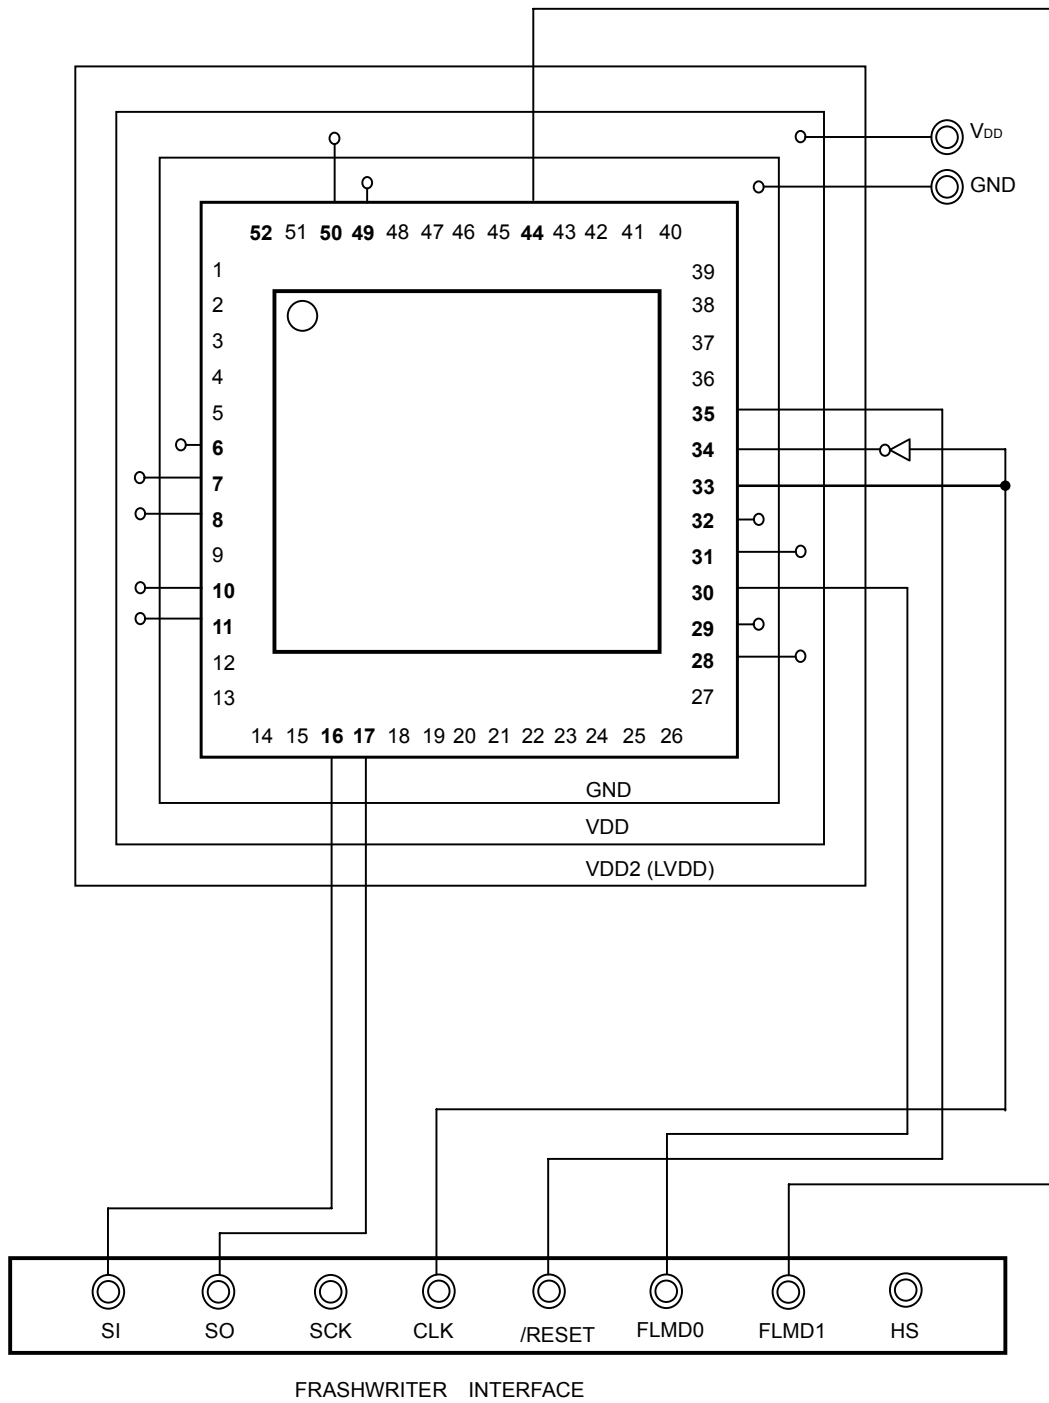 VDD
GND
52 51 50 49 48 47 46 45 44 43 42 41 40
1 39
2 38
3 37
4 36
5 35
6 34
7 33
8 32
9 31
10 30
11 29
12 28
13 27
14 15 16 17 18 19 20 21 22 23 24 25 26
GND
VDD
VDD2 (LVDD)
SI SO SCK CLK /RESET FLMD0 FLMD1 HS
FRASHWRITER INTERFACE